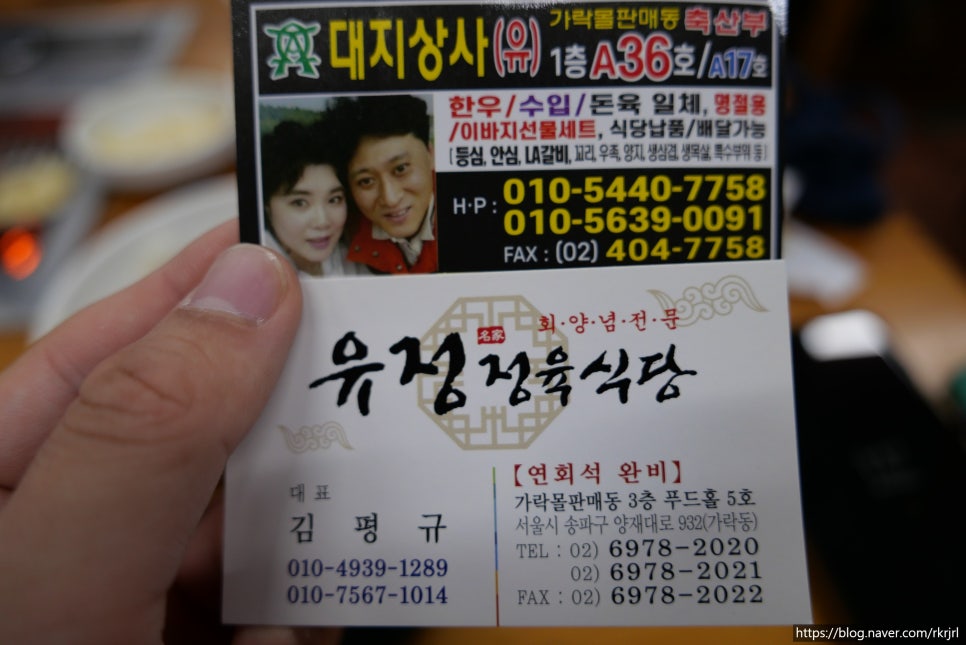 대지상사(유) 가락몰판매동 축산부
1층 A36호/A17호
한우/수입/돈육 일체, 명절용
/이바지선물세트, 식당납품/배달가능
(등심, 안심, LA갈비, 꼬리, 우족, 양지, 생삼겹, 생목살, 특수부위 등)
H·P : 010-5440-7758
010-5639-0091
FAX : (02) 404-7758
회·양·념·전·문
유정 名家 정육식당
대표
김 평 규
010-4939-1289
010-7567-1014
【연회석 완비】
가락몰판매동 3층 푸드홀 5호
서울시 송파구 양재대로 932(가락동)
TEL : 02) 6978-2020
02) 6978-2021
FAX : 02) 6978-2022
https://blog.naver.com/rkrjrl